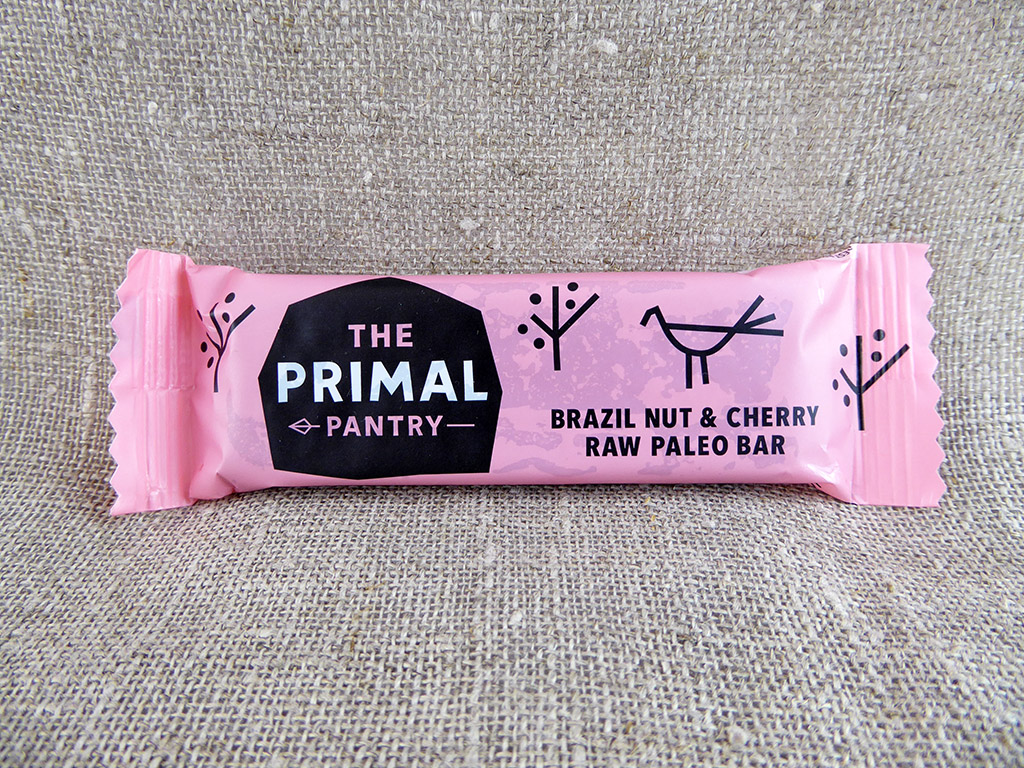 THE
PRIMAL
PANTRY
BRAZIL NUT & CHERRY
RAW PALEO BAR